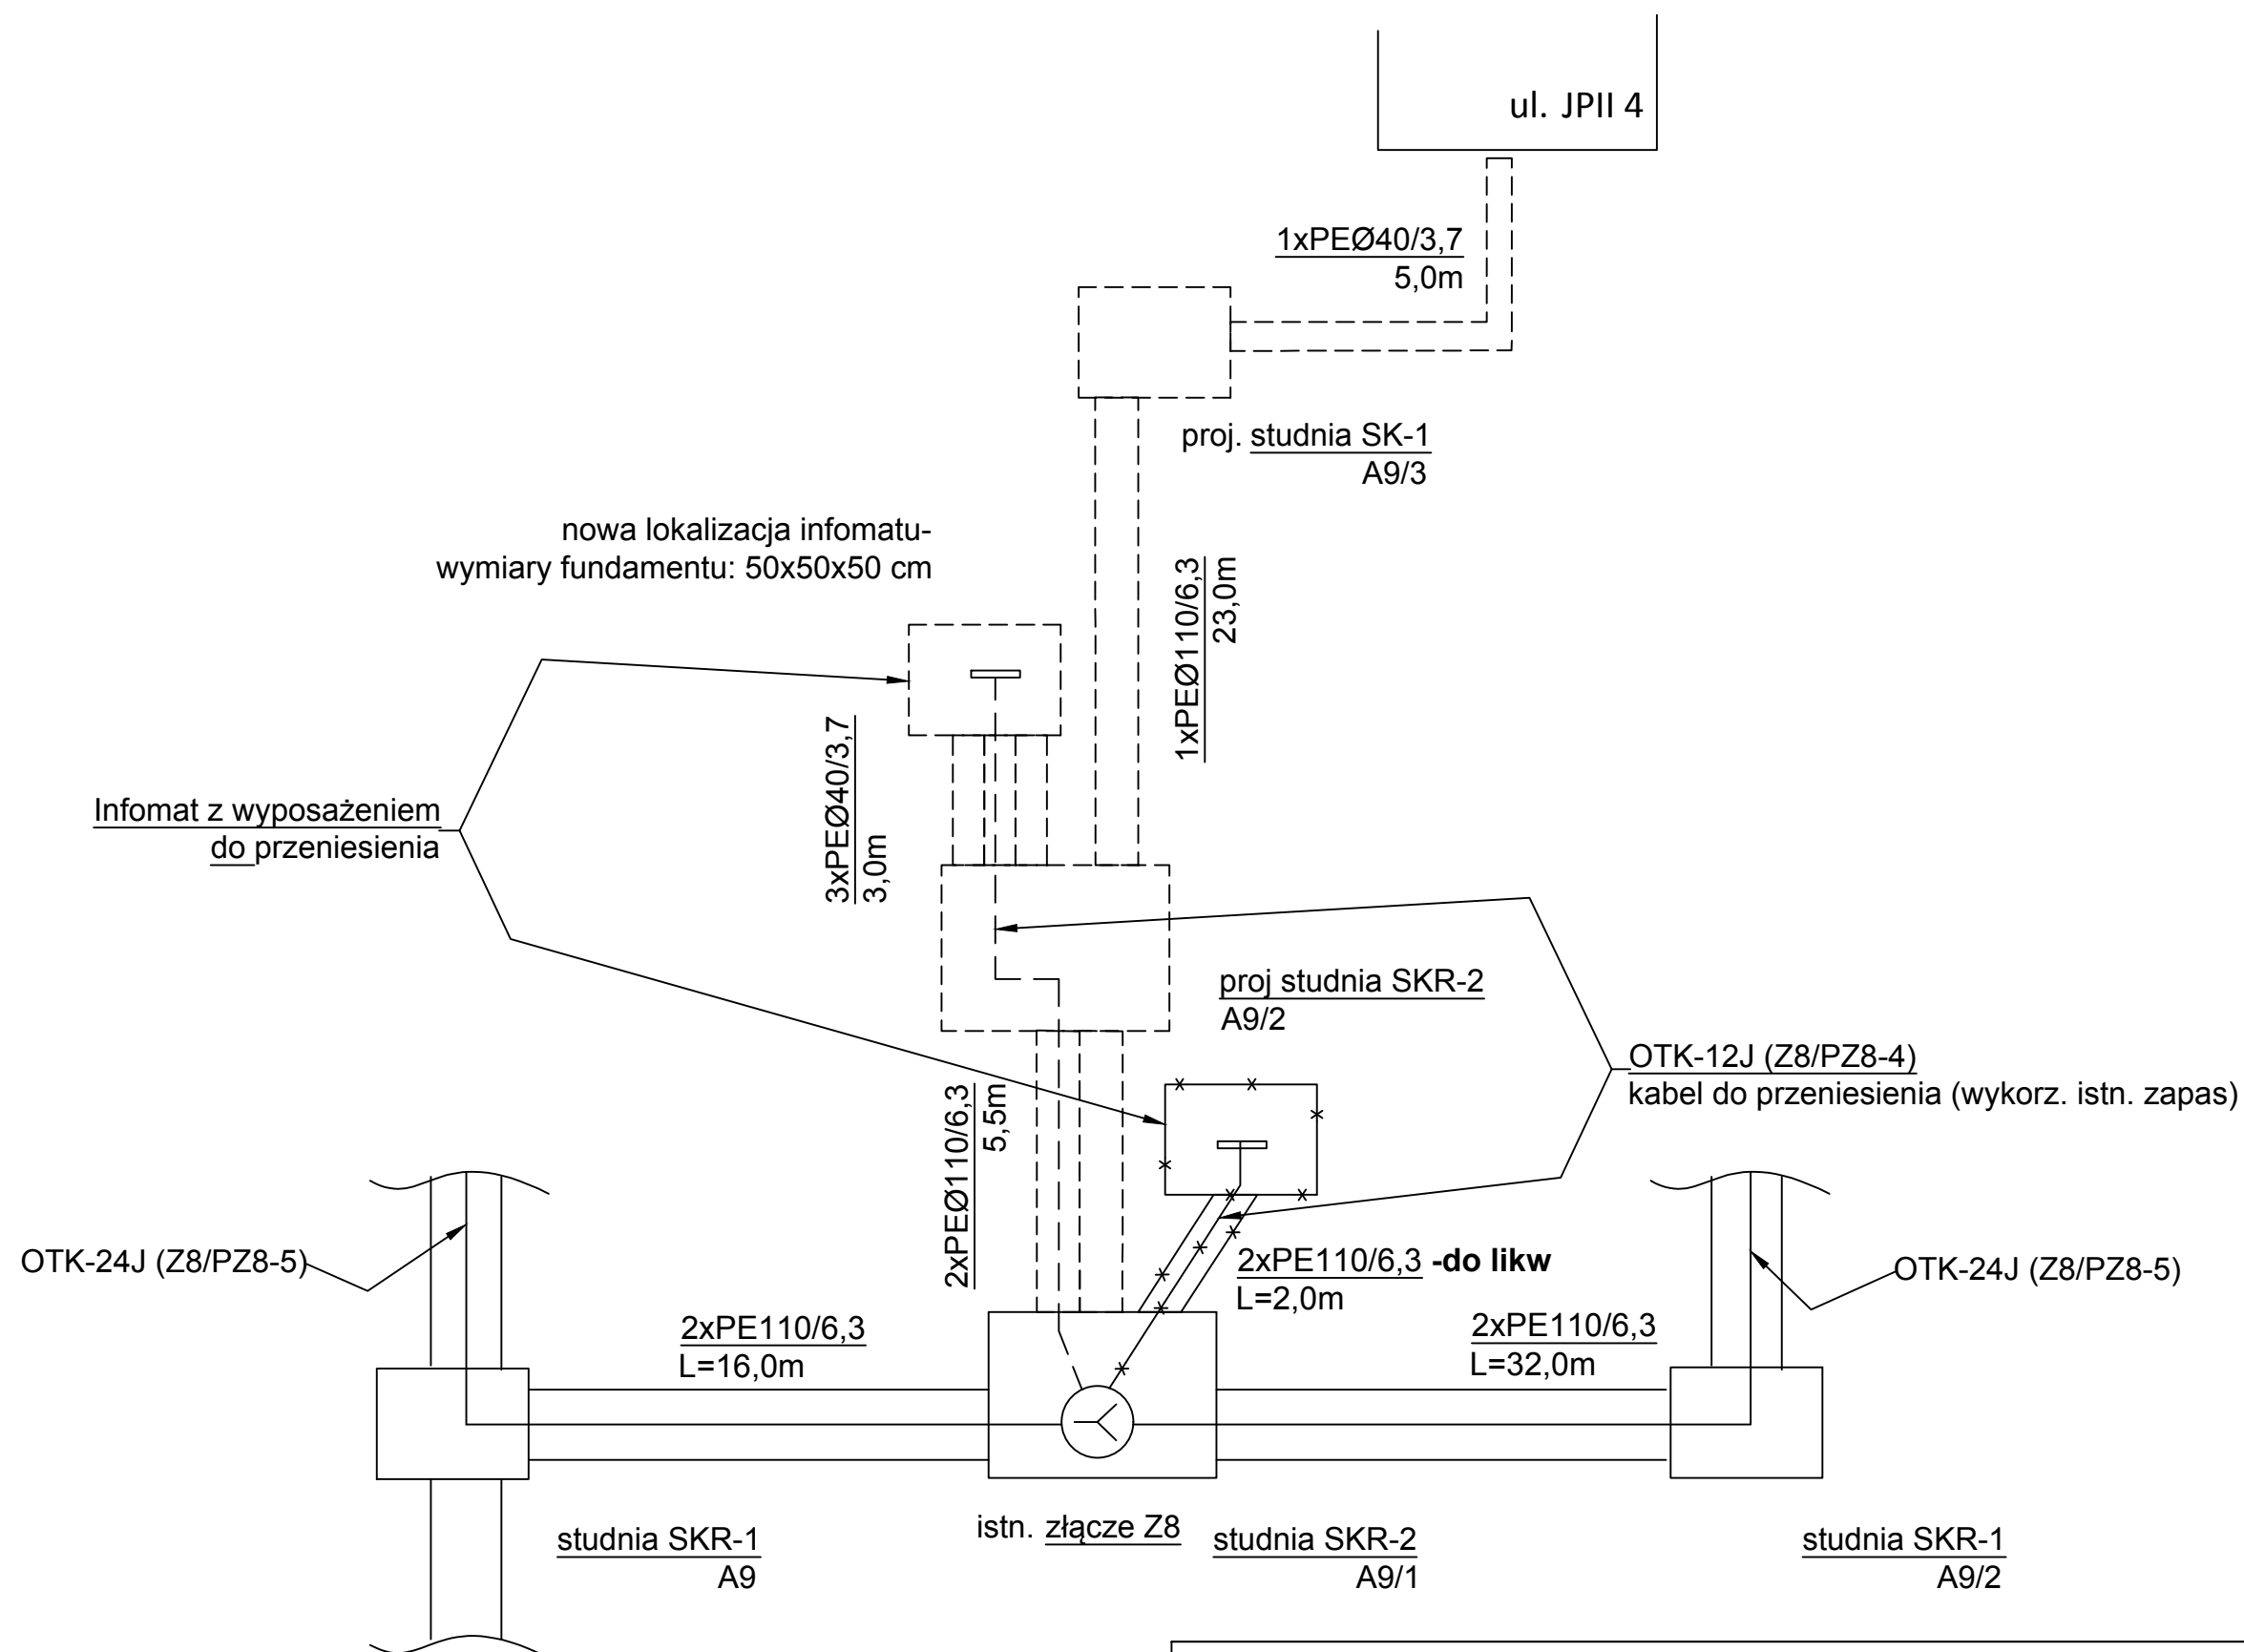 ul. JPII 4
1xPEØ40/3,7
5,0m
proj. studnia SK-1
A9/3
nowa lokalizacja infomatu-
wymiary fundamentu: 50x50x50 cm
1xPEØ110/6,3
23,0m
3xPEØ40/3,7
3,0m
Infomat z wyposażeniem
do przeniesienia
proj studnia SKR-2
A9/2
OTK-12J (Z8/PZ8-4)
kabel do przeniesienia (wykorz. istn. zapas)
2xPEØ110/6,3
5,5m
OTK-24J (Z8/PZ8-5)
2xPE110/6,3 -do likw
L=2,0m
OTK-24J (Z8/PZ8-5)
2xPE110/6,3
L=16,0m
2xPE110/6,3
L=32,0m
istn. złącze Z8
studnia SKR-1
A9
studnia SKR-2
A9/1
studnia SKR-1
A9/2